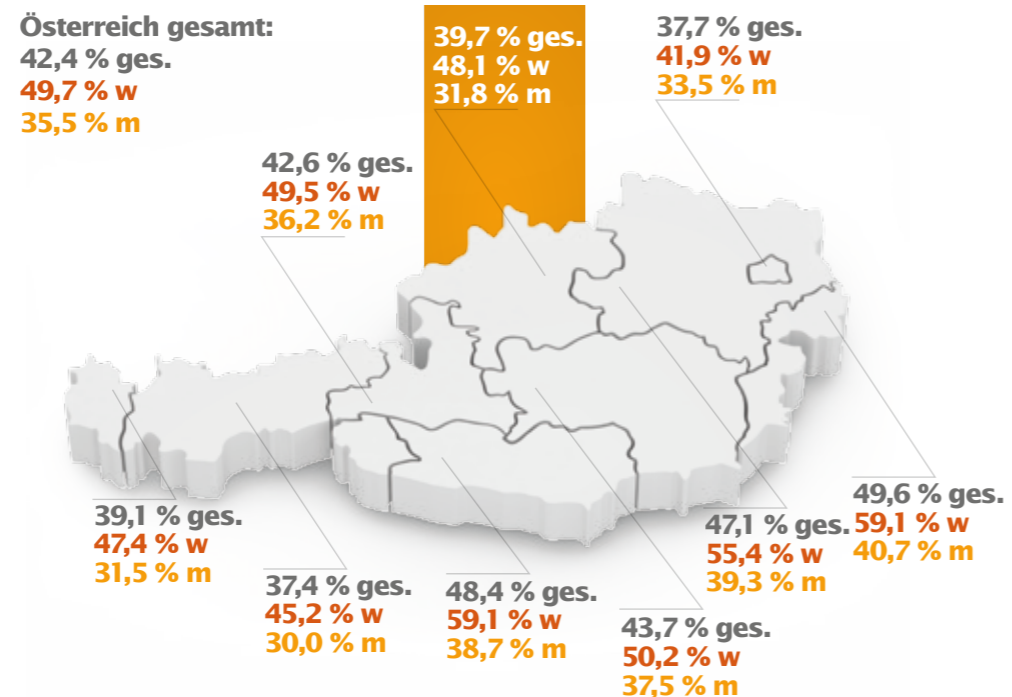 Österreich gesamt:
42,4 % ges.
49,7 % w
35,5 % m
39,7 % ges.
48,1 % w
31,8 % m
37,7 % ges.
41,9 % w
33,5 % m
42,6 % ges.
49,5 % w
36,2 % m
39,1 % ges.
47,4 % w
31,5 % m
37,4 % ges.
45,2 % w
30,0 % m
48,4 % ges.
59,1 % w
38,7 % m
43,7 % ges.
50,2 % w
37,5 % m
47,1 % ges.
55,4 % w
39,3 % m
49,6 % ges.
59,1 % w
40,7 % m